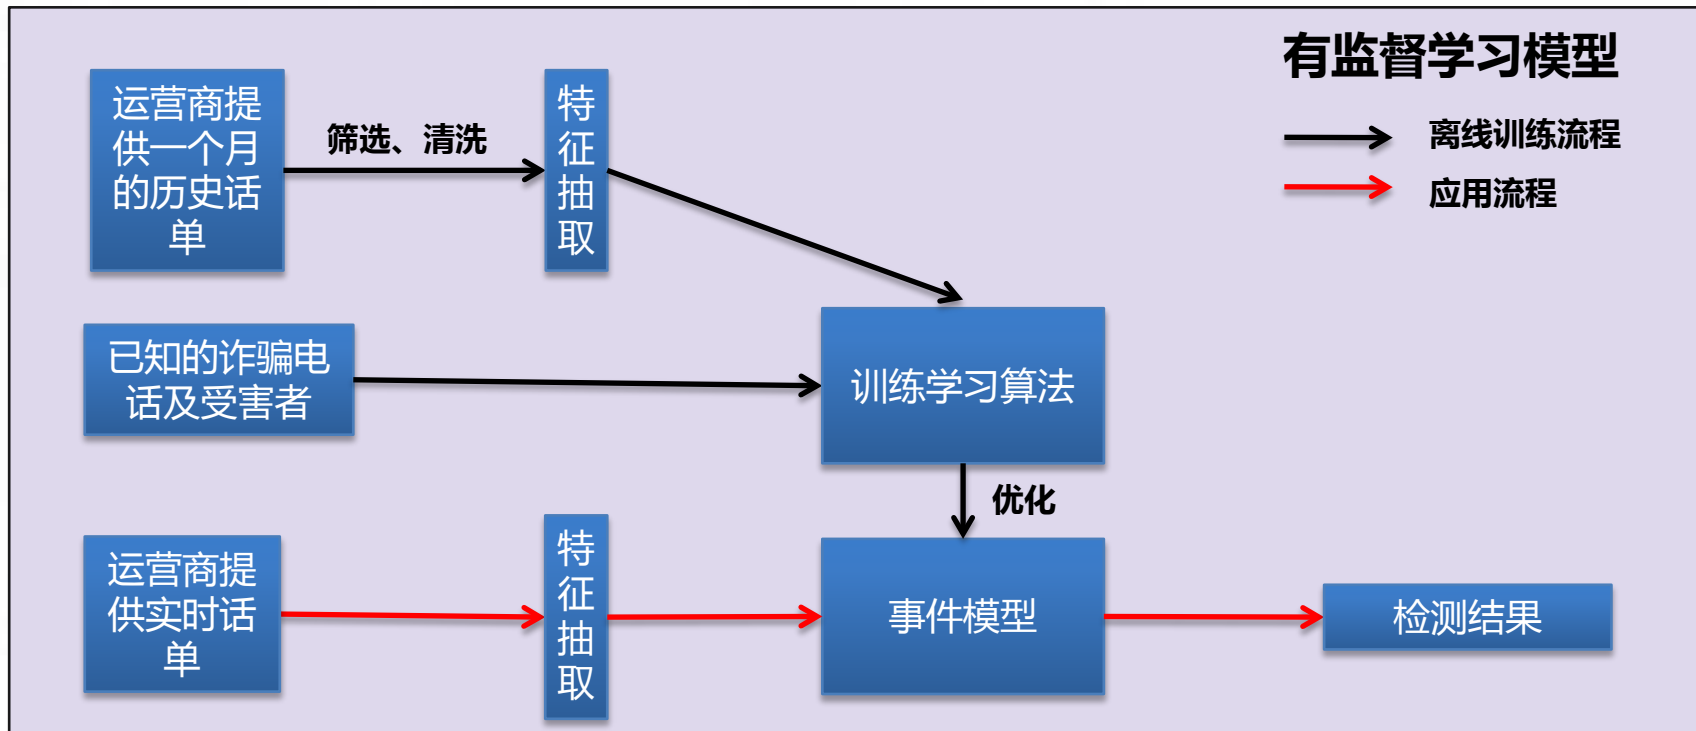 有监督学习模型
离线训练流程
应用流程
运营商提
供一个月
的历史话
单
筛选、清洗
特
征
抽
取
已知的诈骗电
话及受害者
训练学习算法
优化
运营商提
供实时话
单
特
征
抽
取
事件模型
检测结果